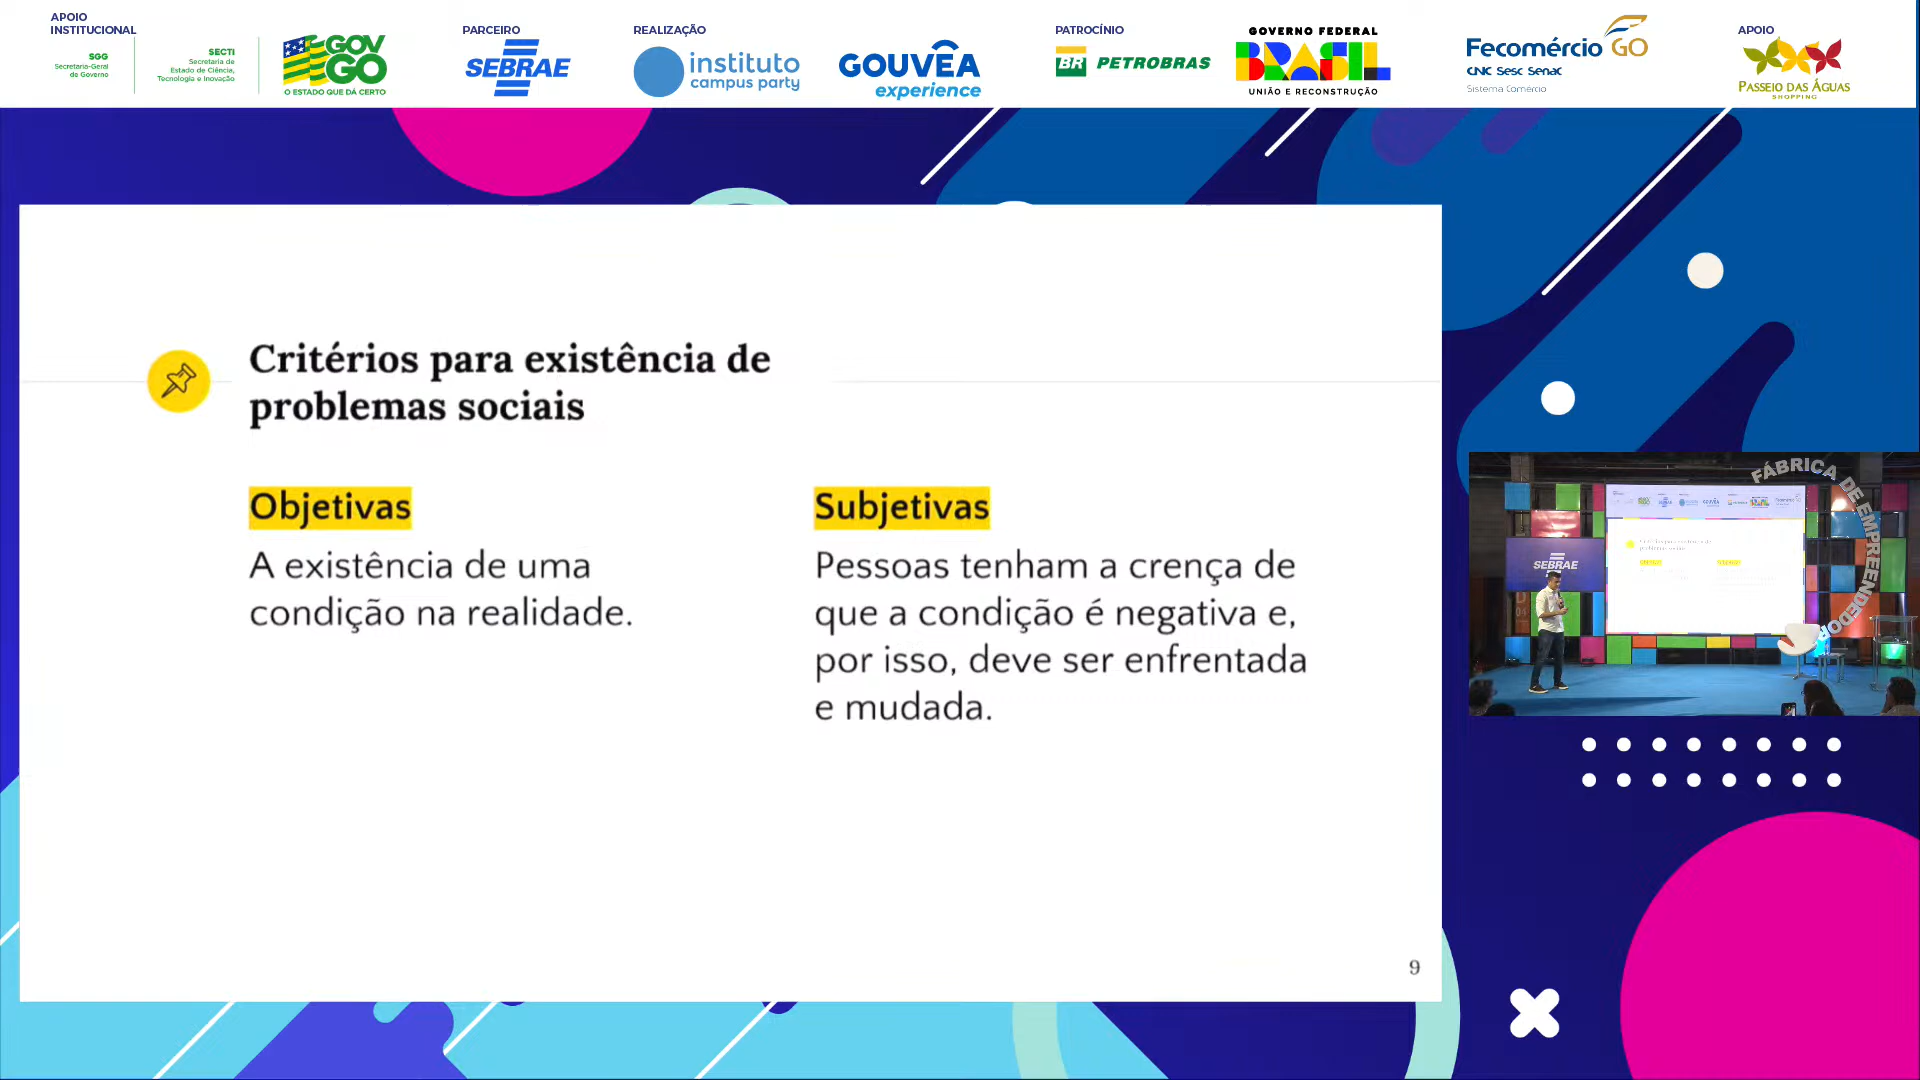 APOIO
INSTITUCIONAL
SGG
Secretaria-Geral
de Governo
SECTI
Secretaria de
Estado de Ciência,
Tecnologia e Inovação
GOV
GO
O ESTADO QUE DÁ CERTO
PARCEIRO
SEBRAE
REALIZAÇÃO
instituto
campus party
GOUVÊA
experience
PATROCÍNIO
BR PETROBRAS
GOVERNO FEDERAL
BRASIL
UNIÃO E RECONSTRUÇÃO
Fecomércio GO
CNC Sesc Senac
Sistema Comércio
APOIO
PASSEIO DAS ÁGUAS
SHOPPING
Critérios para existência de
problemas sociais
Objetivas
A existência de uma
condição na realidade.
Subjetivas
Pessoas tenham a crença de
que a condição é negativa e,
por isso, deve ser enfrentada
e mudada.
9
FÁBRICA DE EMPREENDEDOR
SEBRAE